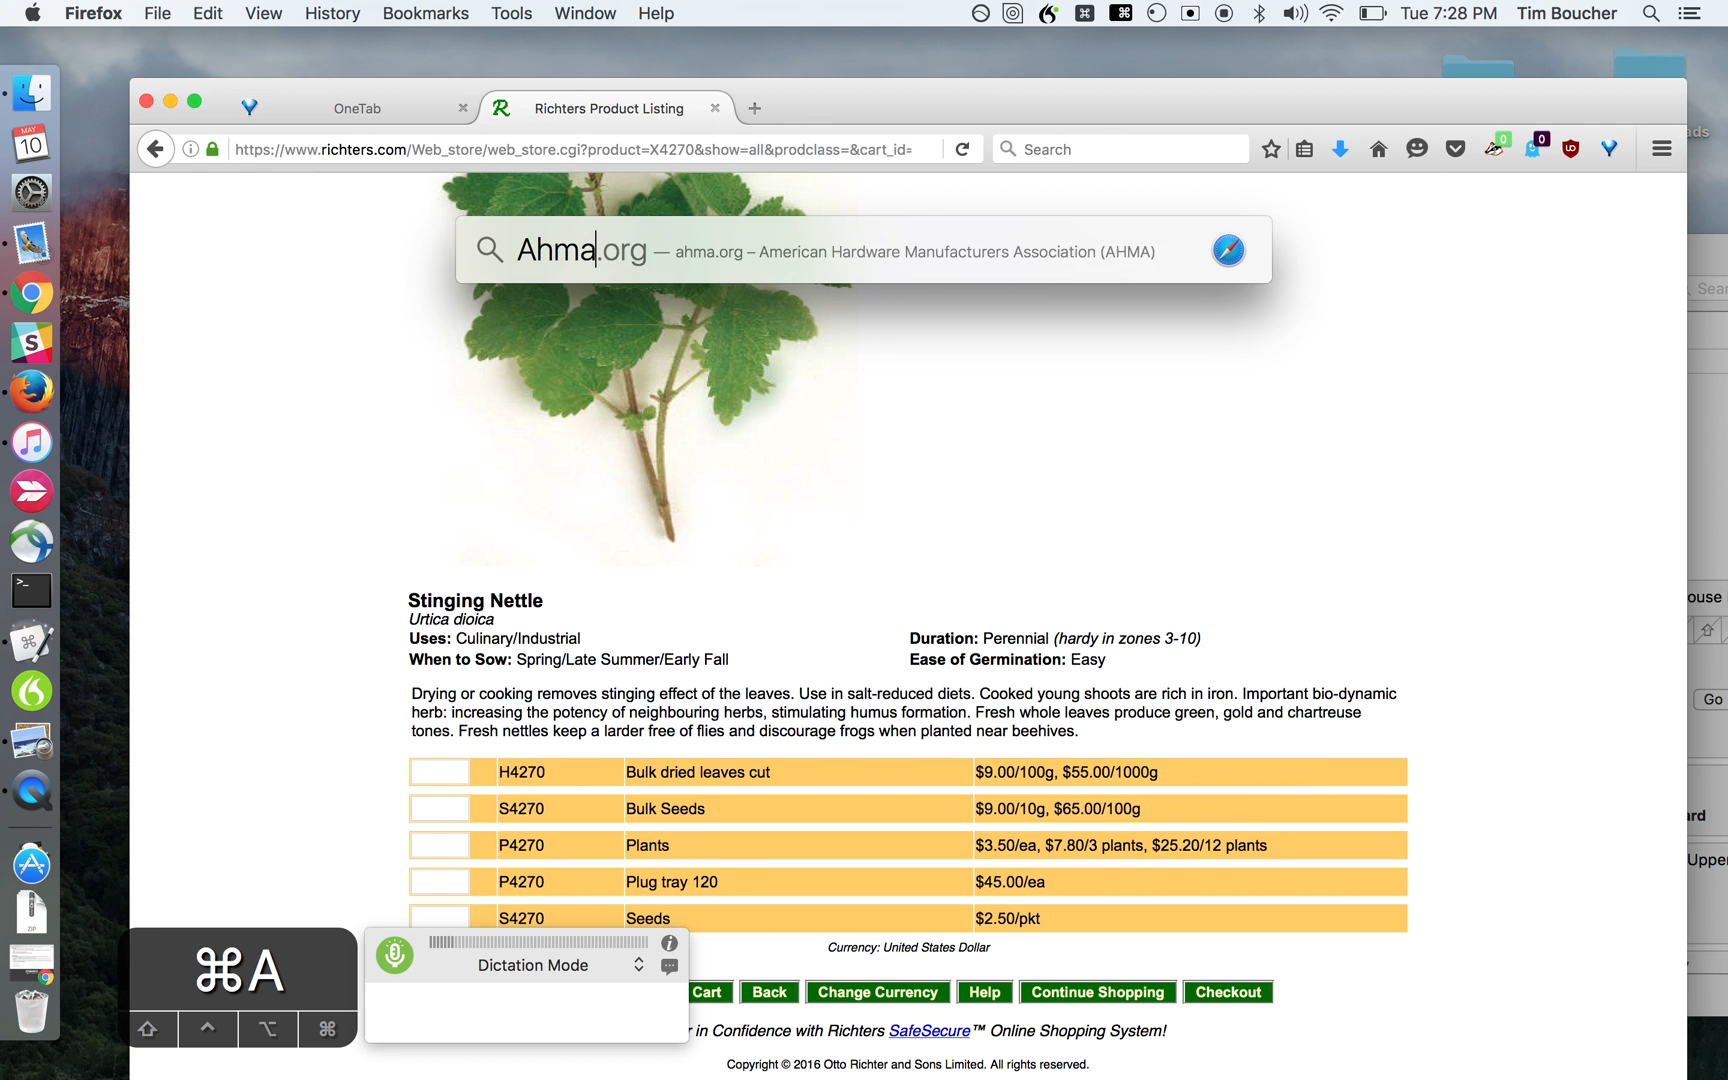 Firefox File Edit View History Bookmarks Tools Window Help Tue 7:28 PM Tim Boucher
OneTab
Richters Product Listing
https://www.richters.com/Web_store/web_store.cgi?product=X4270&show=all&prodclass=&cart_id=
Search
0
0
Ahma.org — ahma.org – American Hardware Manufacturers Association (AHMA)
ads
Sear
MAY
10
Stinging Nettle
Urtica dioica
Uses: Culinary/Industrial
Duration: Perennial (hardy in zones 3-10)
When to Sow: Spring/Late Summer/Early Fall
Ease of Germination: Easy
Drying or cooking removes stinging effect of the leaves. Use in salt-reduced diets. Cooked young shoots are rich in iron. Important bio-dynamic
herb: increasing the potency of neighbouring herbs, stimulating humus formation. Fresh whole leaves produce green, gold and chartreuse
tones. Fresh nettles keep a larder free of flies and discourage frogs when planted near beehives.
H4270 Bulk dried leaves cut $9.00/100g, $55.00/1000g
S4270 Bulk Seeds $9.00/10g, $65.00/100g
P4270 Plants $3.50/ea, $7.80/3 plants, $25.20/12 plants
P4270 Plug tray 120 $45.00/ea
S4270 Seeds $2.50/pkt
Currency: United States Dollar
Cart Back Change Currency Help Continue Shopping Checkout
r in Confidence with Richters SafeSecure™ Online Shopping System!
Copyright © 2016 Otto Richter and Sons Limited. All rights reserved.
ouse
Go
ard
Upper
ZIP
⌘A
⇧ ⌃ ⌥ ⌘
Dictation Mode